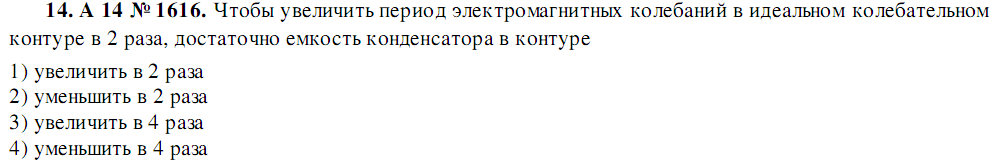 14. А 14 № 1616. Чтобы увеличить период электромагнитных колебаний в идеальном колебательном
контуре в 2 раза, достаточно емкость конденсатора в контуре
1) увеличить в 2 раза
2) уменьшить в 2 раза
3) увеличить в 4 раза
4) уменьшить в 4 раза